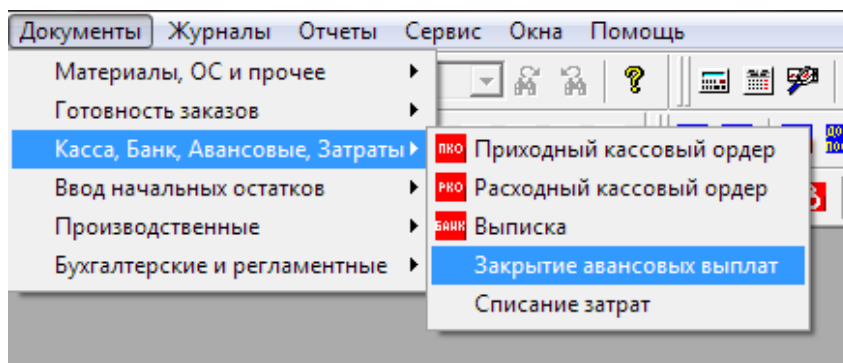 Документы Журналы Отчеты Сервис Окна Помощь
Материалы, ОС и прочее
Готовность заказов
Касса, Банк, Авансовые, Затраты
ПКО Приходный кассовый ордер
Ввод начальных остатков
РКО Расходный кассовый ордер
Производственные
БАНК Выписка
Бухгалтерские и регламентные
Закрытие авансовых выплат
Списание затрат